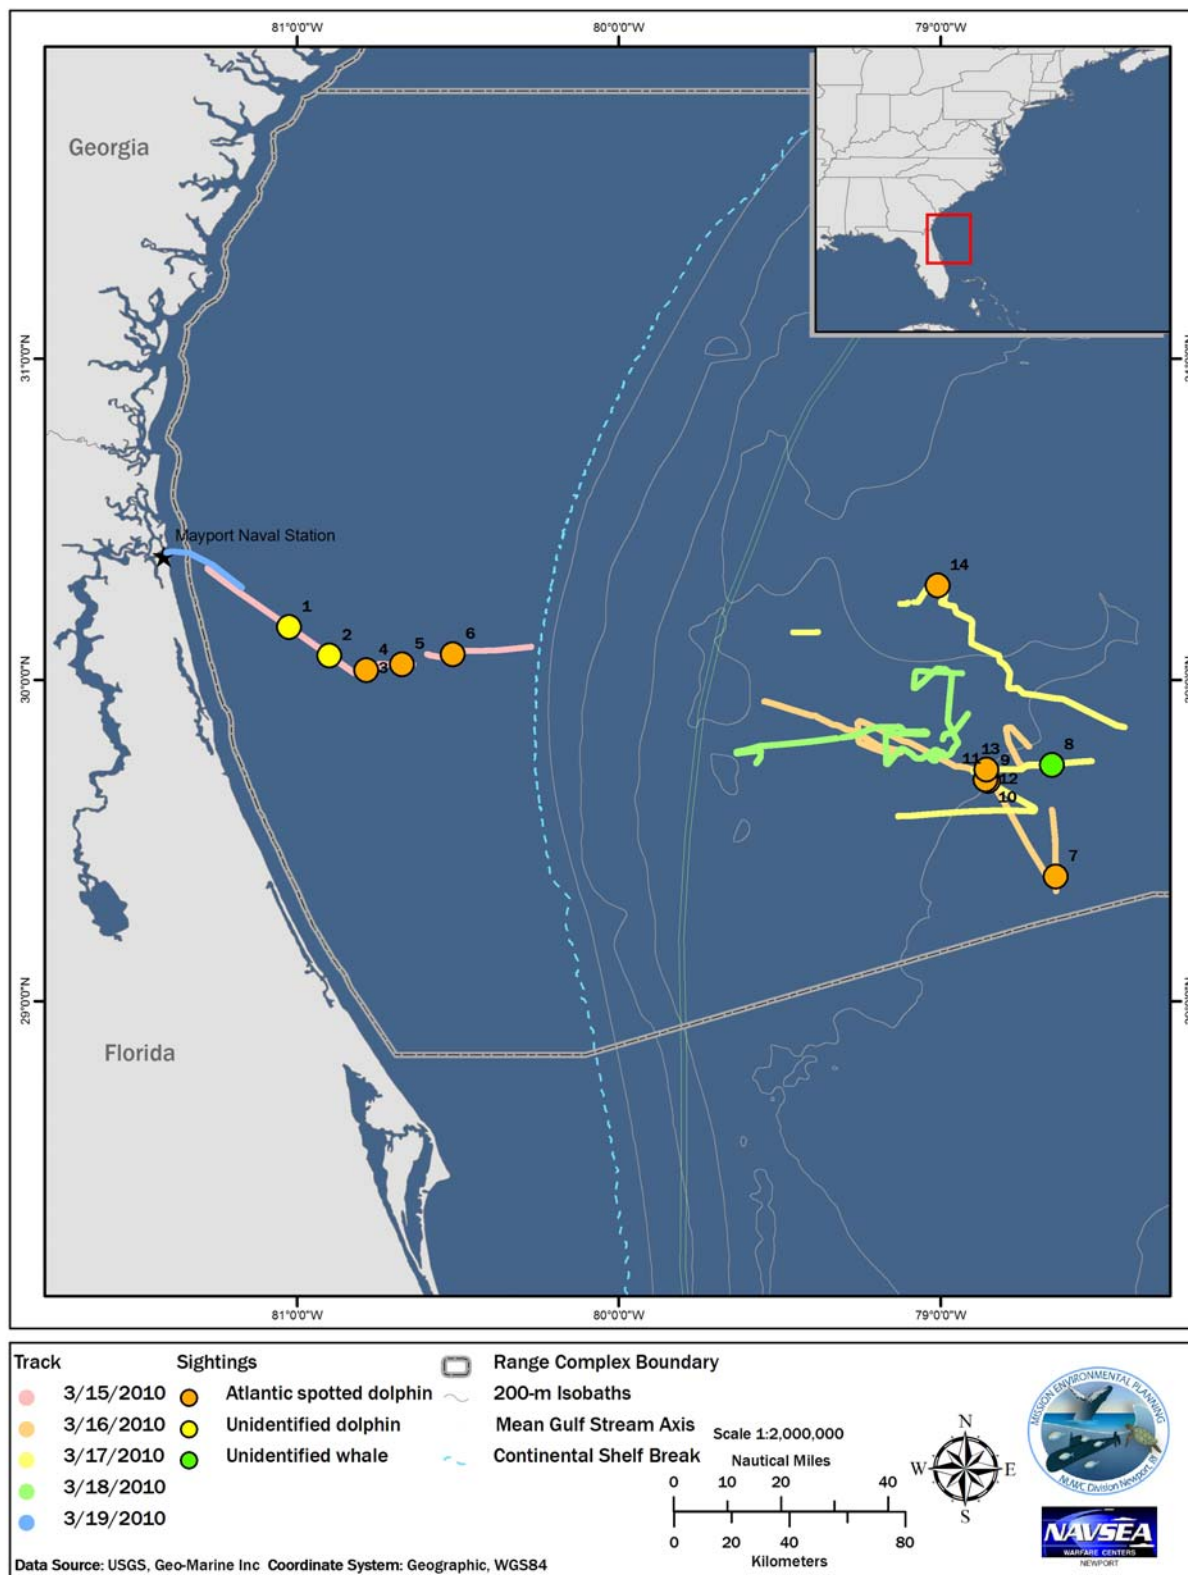 81°0'0"W 80°0'0"W 79°0'0"W
Georgia
31°0'0"N
Mayport Naval Station
14
1
2
4
3
5
6
30°0'0"N
13
11
9
8
12
10
7
29°0'0"N
Florida
81°0'0"W 80°0'0"W 79°0'0"W
Track Sightings Range Complex Boundary
3/15/2010 Atlantic spotted dolphin 200-m Isobaths
3/16/2010 Unidentified dolphin Mean Gulf Stream Axis
3/17/2010 Unidentified whale Continental Shelf Break
3/18/2010
3/19/2010
Scale 1:2,000,000
Nautical Miles
0 10 20 40
0 20 40 80
Kilometers
N
W E
S
MISSION ENVIRONMENTAL PLANNING
NUWC Division Newport, RI
NAVSEA
WARFARE CENTERS
NEWPORT
Data Source: USGS, Geo-Marine Inc Coordinate System: Geographic, WGS84